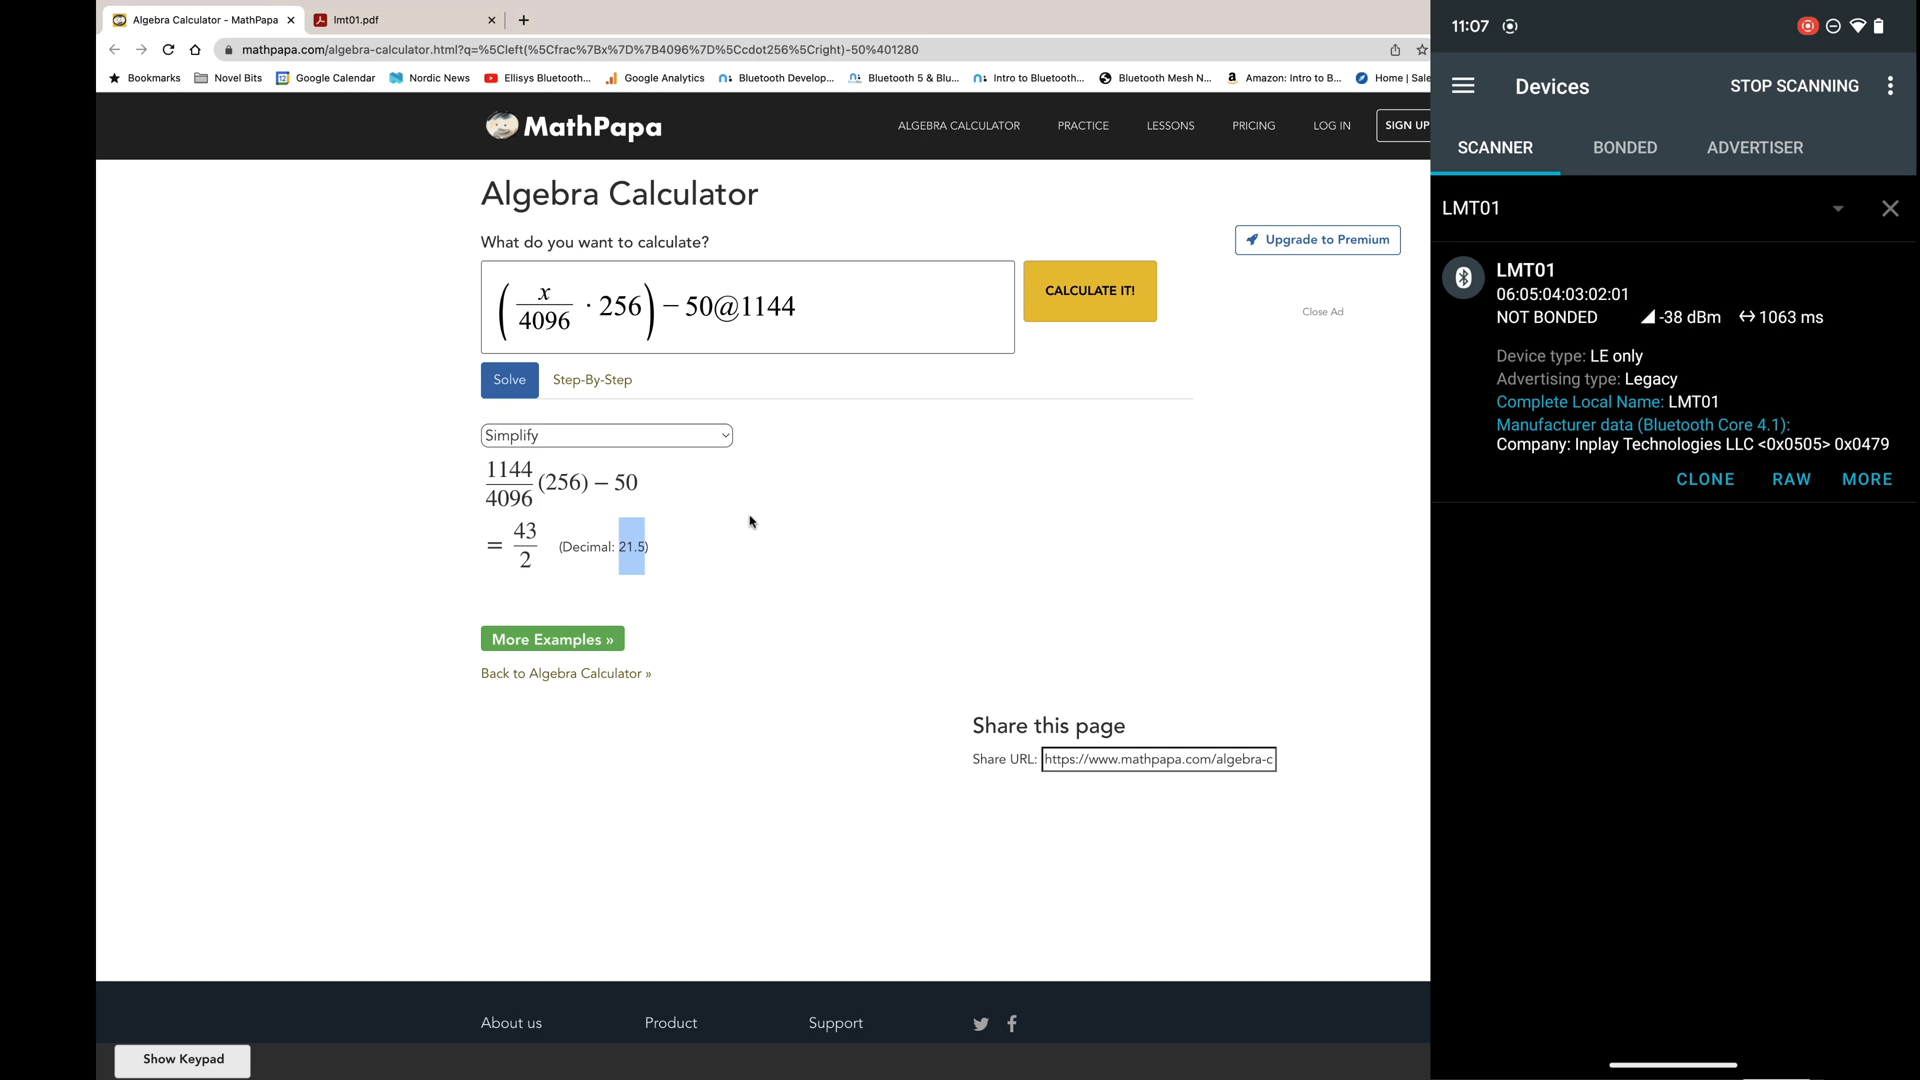 Algebra Calculator - MathPapa
lmt01.pdf
mathpapa.com/algebra-calculator.html?q=%5Cleft(%5Cfrac%7Bx%7D%7B4096%7D%5Ccdot256%5Cright)-50%401280
Bookmarks
Novel Bits
Google Calendar
Nordic News
Ellisys Bluetooth...
Google Analytics
Bluetooth Develop...
Bluetooth 5 & Blu...
Intro to Bluetooth...
Bluetooth Mesh N...
Amazon: Intro to B...
Home | Sale
MathPapa
ALGEBRA CALCULATOR
PRACTICE
LESSONS
PRICING
LOG IN
SIGN UP
Algebra Calculator
What do you want to calculate?
Upgrade to Premium
(x/4096 · 256) − 50@1144
CALCULATE IT!
Close Ad
Solve
Step-By-Step
Simplify
1144/4096 (256) − 50
= 43/2 (Decimal: 21.5)
More Examples »
Back to Algebra Calculator »
Share this page
Share URL: https://www.mathpapa.com/algebra-c
About us
Product
Support
Show Keypad
11:07
Devices
STOP SCANNING
SCANNER
BONDED
ADVERTISER
LMT01
LMT01
06:05:04:03:02:01
NOT BONDED -38 dBm ↔1063 ms
Device type: LE only
Advertising type: Legacy
Complete Local Name: LMT01
Manufacturer data (Bluetooth Core 4.1):
Company: Inplay Technologies LLC <0x0505> 0x0479
CLONE
RAW
MORE